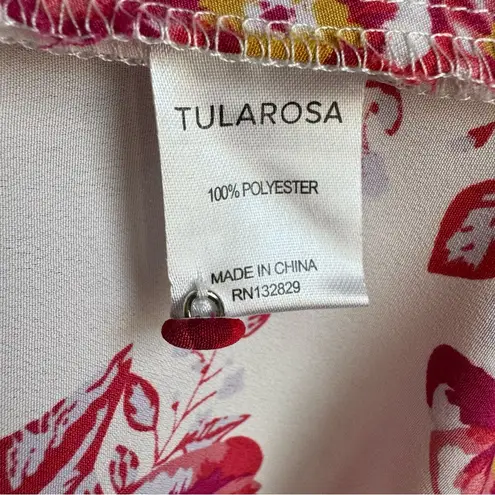 TULAROSA
100% POLYESTER
MADE IN CHINA
RN132829